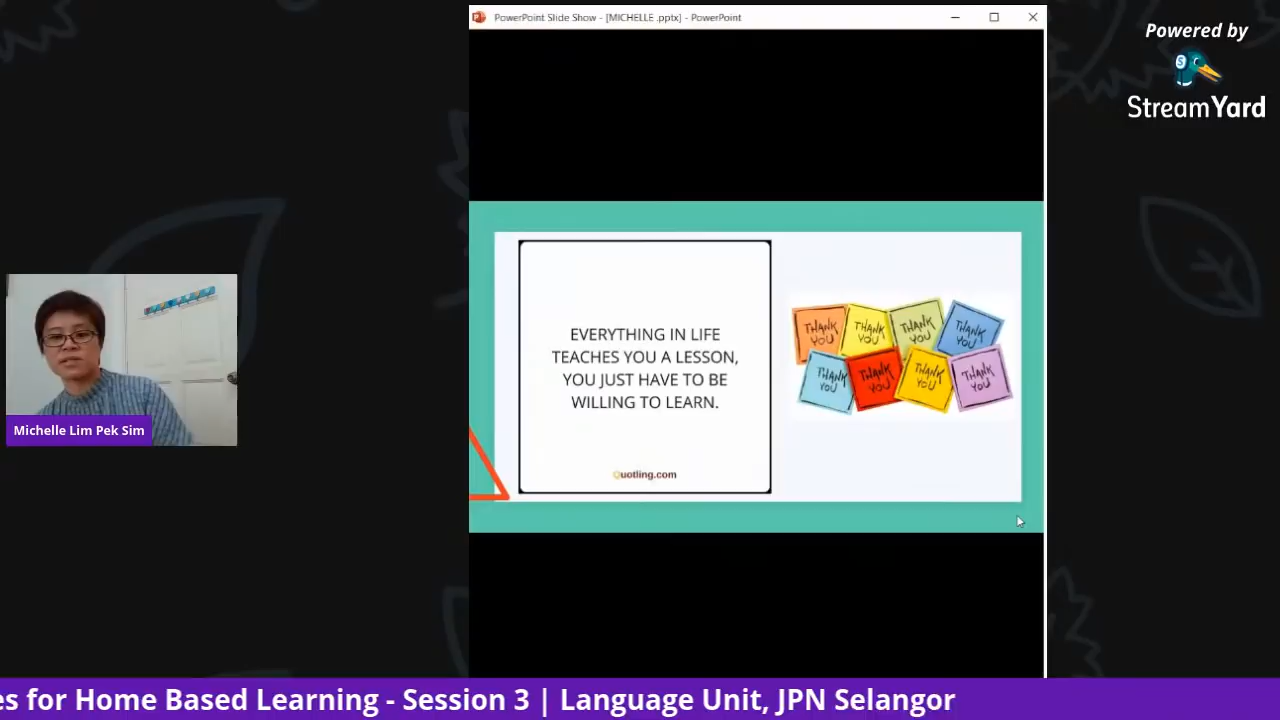 PowerPoint Slide Show - [MICHELLE .pptx] - PowerPoint
Powered by
StreamYard
EVERYTHING IN LIFE
TEACHES YOU A LESSON,
YOU JUST HAVE TO BE
WILLING TO LEARN.
Quotling.com
THANK YOU
THANK YOU
THANK YOU
THANK YOU
THANK YOU
THANK YOU
THANK YOU
THANK YOU
Michelle Lim Pek Sim
es for Home Based Learning - Session 3 | Language Unit, JPN Selangor